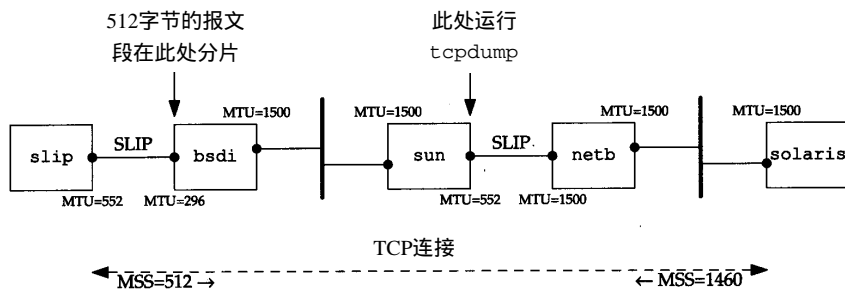 512字节的报文
段在此处分片
此处运行
tcpdump
MTU=1500
MTU=1500
MTU=1500
MTU=1500
slip
SLIP
bsdi
sun
SLIP.
netb
solaris
MTU=552
MTU=296
MTU=552
MTU=1500
TCP连接
MSS=512
MSS=1460